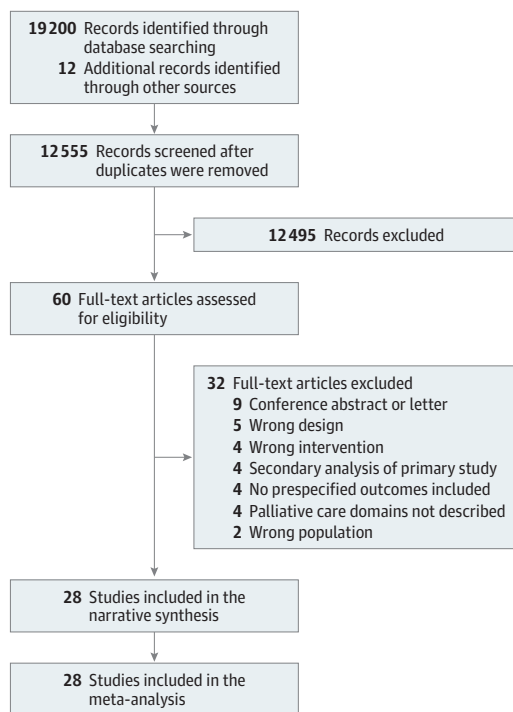 19200 Records identified through
database searching
12 Additional records identified
through other sources
12555 Records screened after
duplicates were removed
12495 Records excluded
60 Full-text articles assessed
for eligibility
32 Full-text articles excluded
9 Conference abstract or letter
5 Wrong design
4 Wrong intervention
4 Secondary analysis of primary study
4 No prespecified outcomes included
4 Palliative care domains not described
2 Wrong population
28 Studies included in the
narrative synthesis
28 Studies included in the
meta-analysis